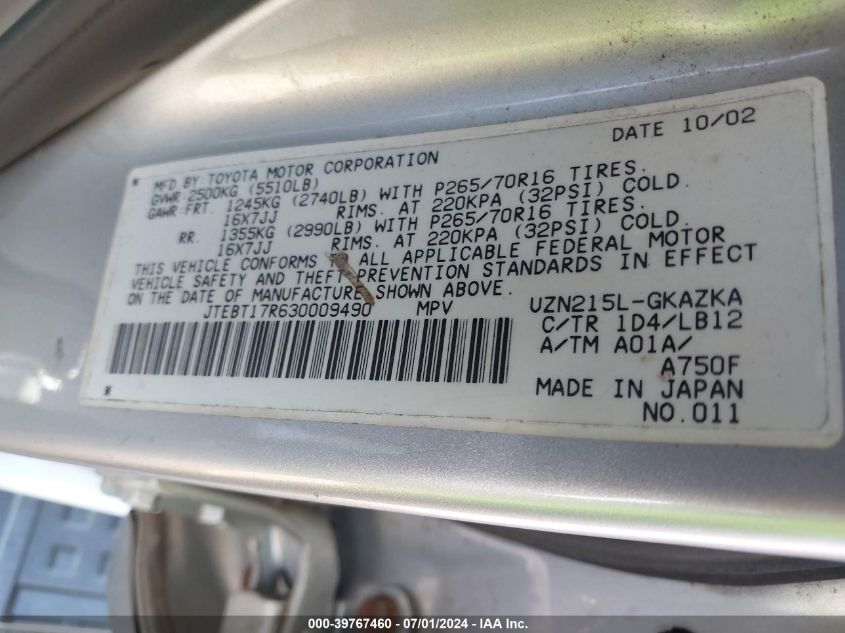 DATE 10/02
MFD BY TOYOTA MOTOR CORPORATION
GVWR 2500KG (5510LB)
GAWR FRT. 1245KG (2740LB) WITH P265/70R16 TIRES.
16X7JJ RIMS. AT 220KPA (32PSI) COLD.
RR. 1355KG (2990LB) WITH P265/70R16 TIRES.
16X7JJ RIMS. AT 220KPA (32PSI) COLD.
THIS VEHICLE CONFORMS TO ALL APPLICABLE FEDERAL MOTOR
VEHICLE SAFETY AND THEFT PREVENTION STANDARDS IN EFFECT
ON THE DATE OF MANUFACTURE SHOWN ABOVE.
JTEBT17R630009490 MPV
UZN215L-GKAZKA
C/TR 1D4/LB12
A/TM A01A/
A750F
MADE IN JAPAN
NO.011
000-39767460 - 07/01/2024 - IAA Inc.